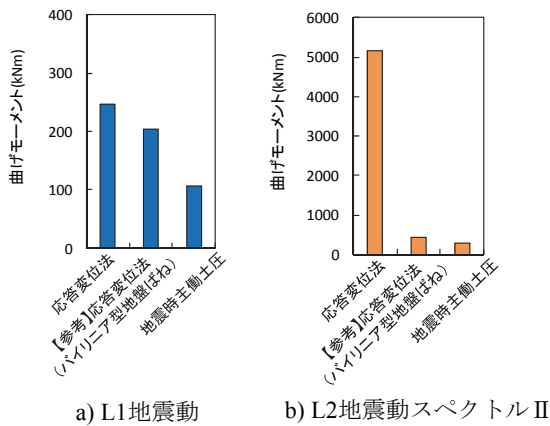 曲げモーメント(kNm)
400
300
200
100
0
応答変位法
【参考】応答変位法
（バイリニア型地盤ばね）
地震時主働土圧
a) L1地震動
曲げモーメント(kNm)
6000
5000
4000
3000
2000
1000
0
応答変位法
【参考】応答変位法
（バイリニア型地盤ばね）
地震時主働土圧
b) L2地震動スペクトルⅡ